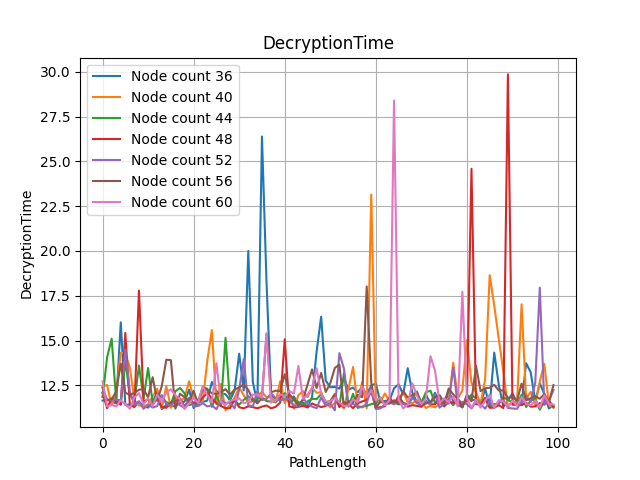 DecryptionTime
30.0
27.5
25.0
22.5
20.0
17.5
15.0
12.5
DecryptionTime
Node count 36
Node count 40
Node count 44
Node count 48
Node count 52
Node count 56
Node count 60
0 20 40 60 80 100
PathLength